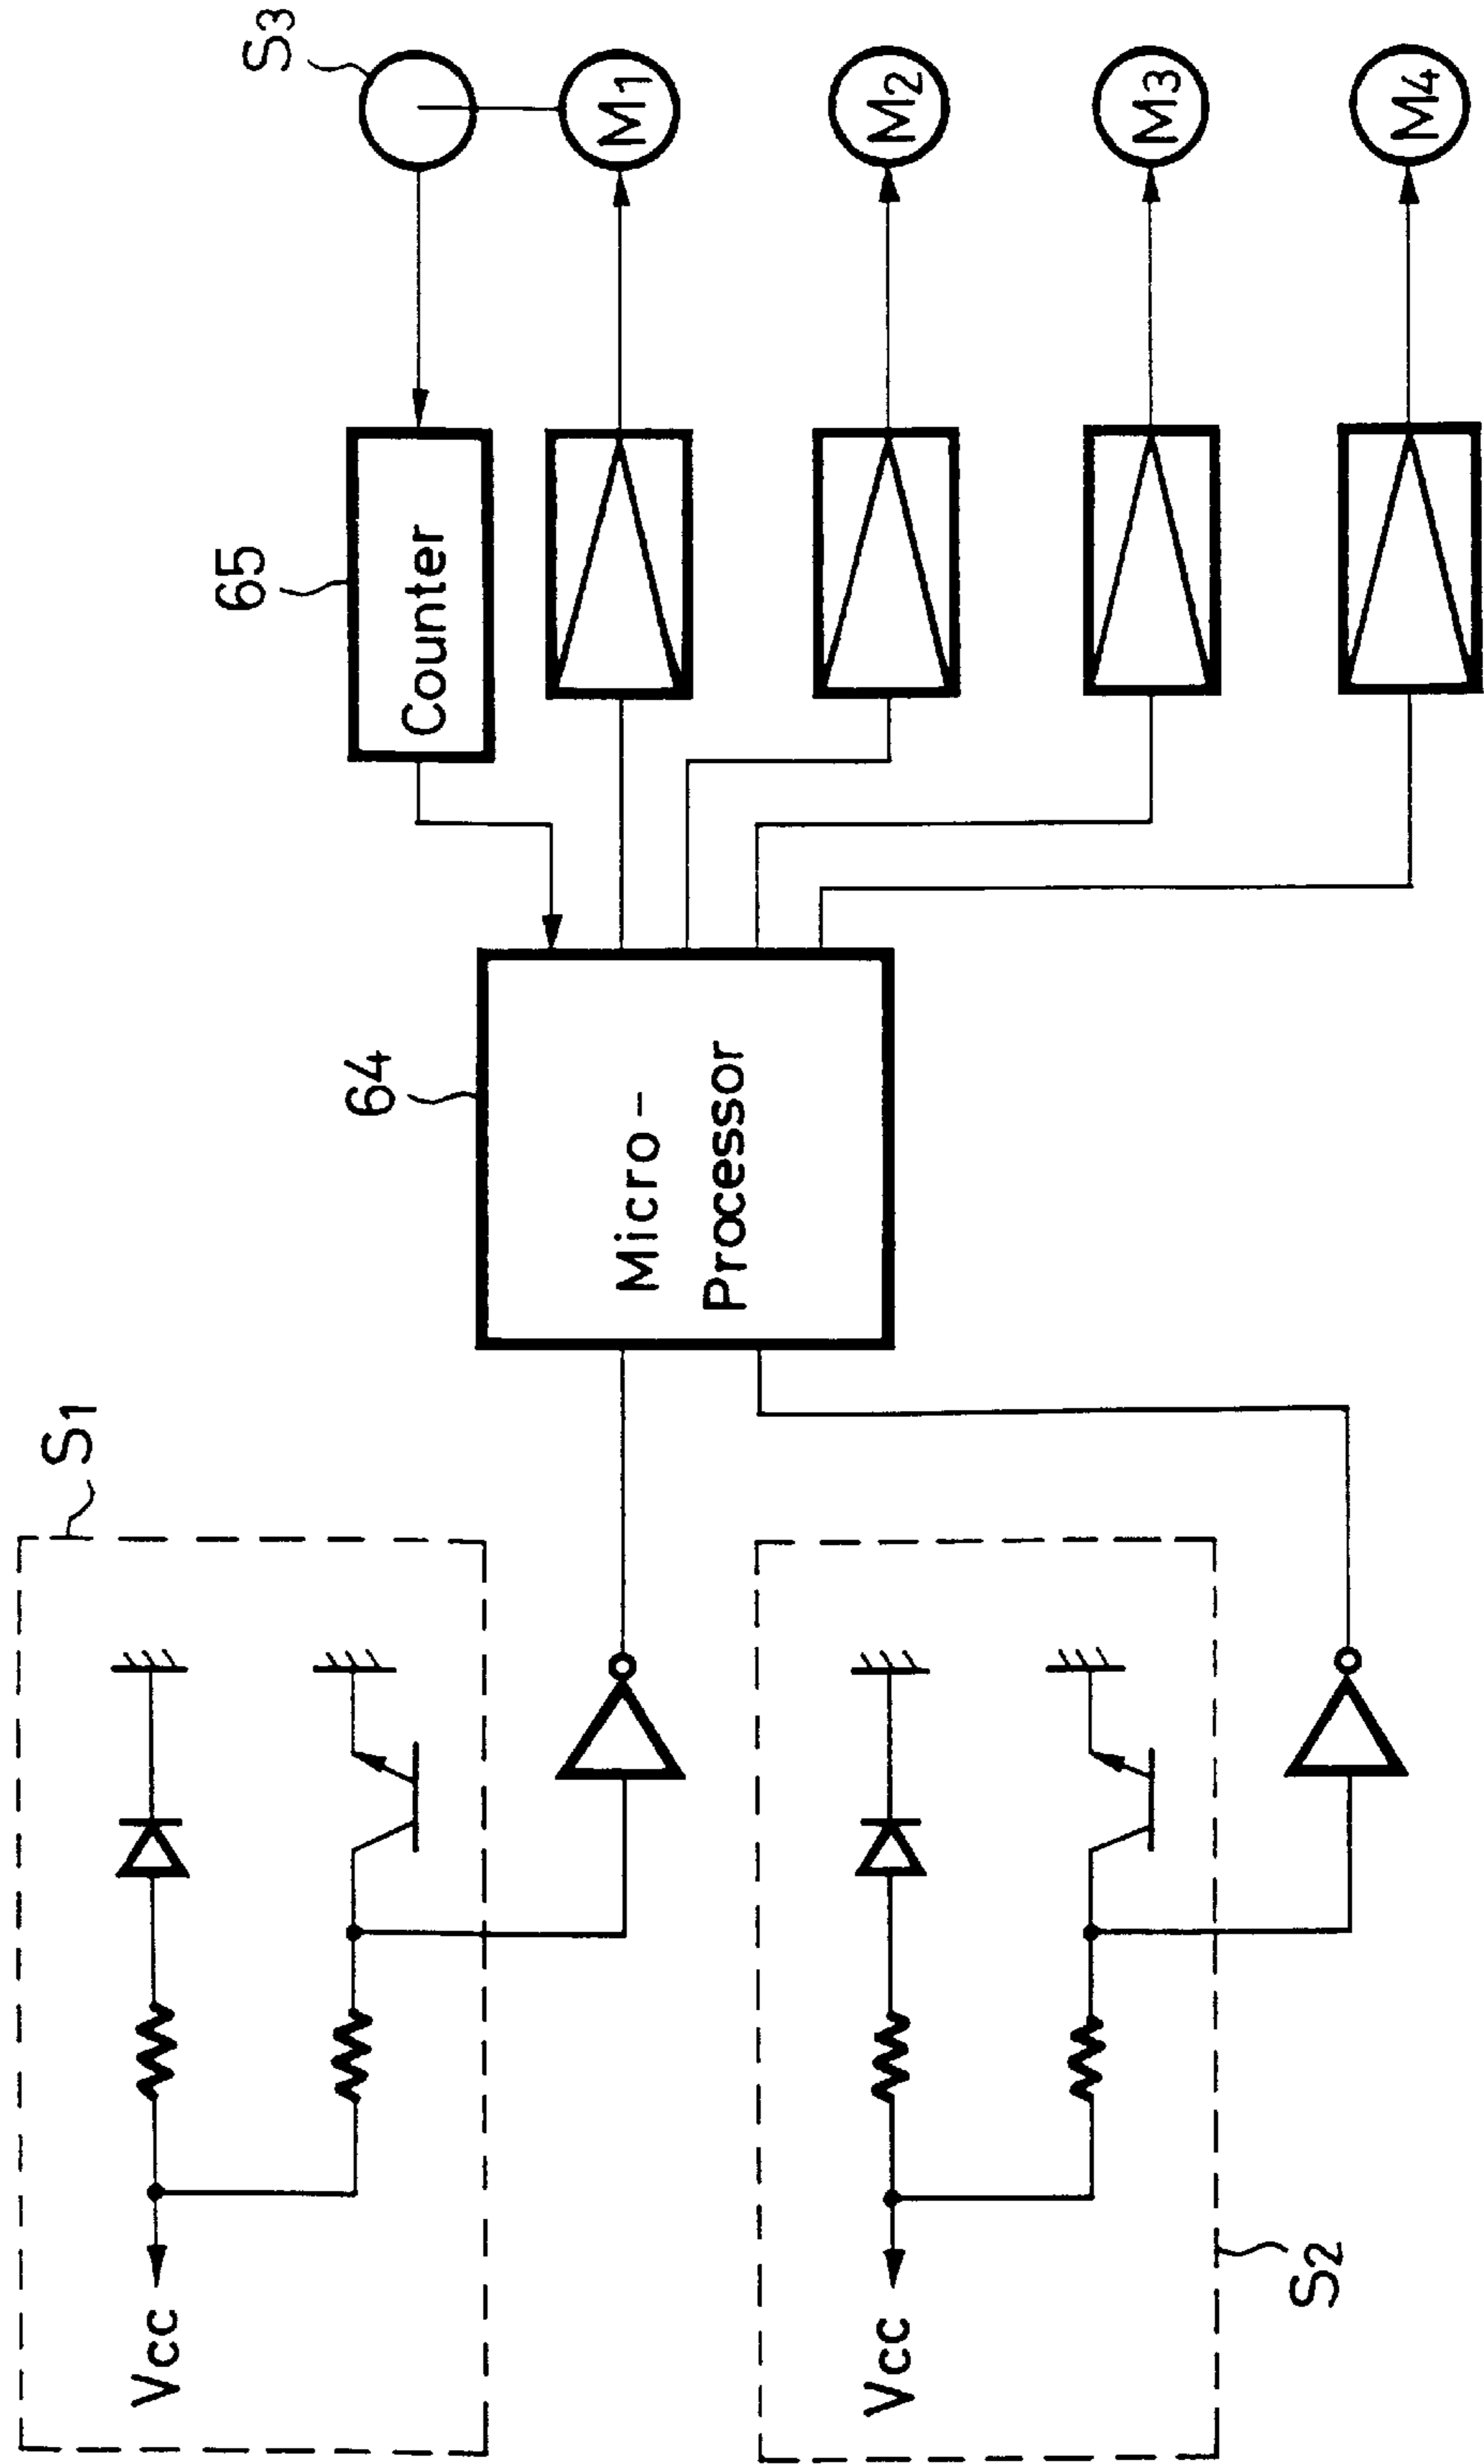 S1
Vcc
Vcc
S2
64
Micro-
Processor
65
Counter
S3
M1
M2
M3
M4